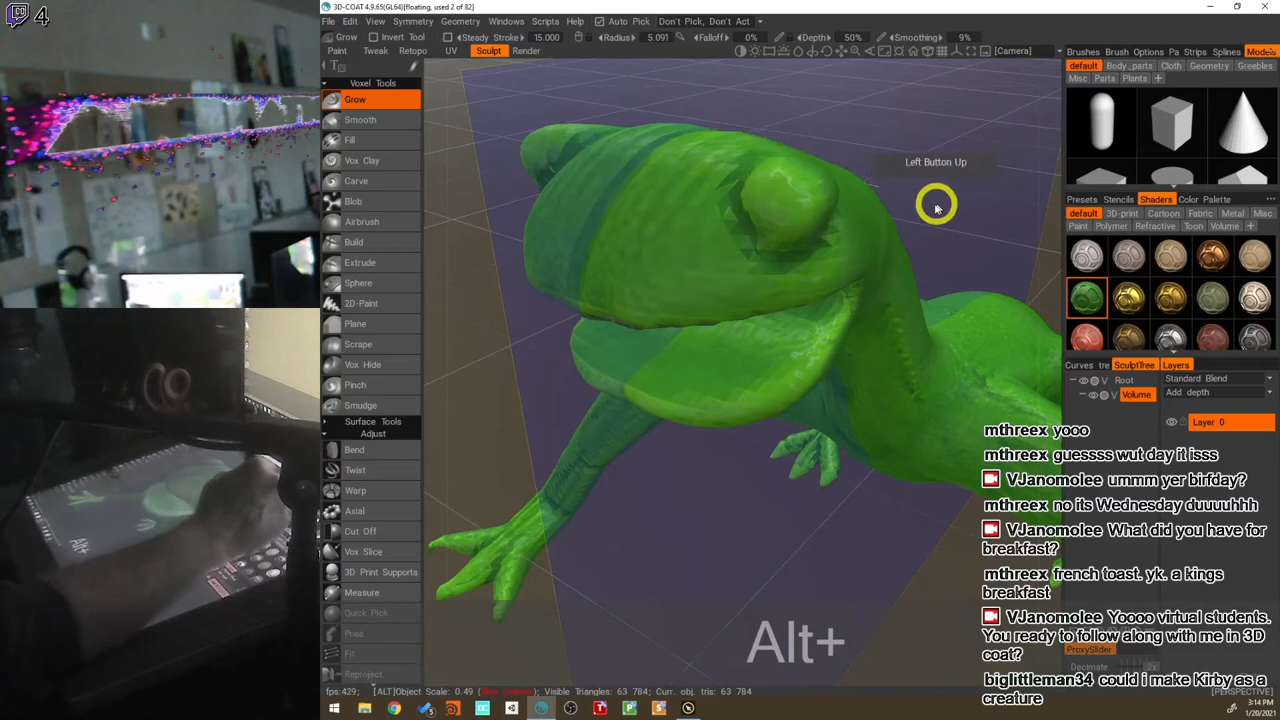 4
3D-COAT 4.9.65(GL64)[floating, used 2 of 82]
File Edit View Symmetry Geometry Windows Scripts Help Auto Pick Don't Pick, Don't Act
Grow Invert Tool Steady Stroke 15.000 Radius 5.091 Falloff 0% Depth 50% Smoothing 9%
Paint Tweak Retopo UV Sculpt Render [Camera]
Voxel Tools
Grow
Smooth
Fill
Vox Clay
Carve
Blob
Airbrush
Build
Extrude
Sphere
2D-Paint
Plane
Scrape
Vox Hide
Pinch
Smudge
Surface Tools
Adjust
Bend
Twist
Warp
Axial
Cut Off
Vox Slice
3D Print Supports
Measure
Quick Pick
Pose
Fit
Reproject
Left Button Up
Alt+
Alt+
Brushes Brush Options Pa Strips Splines Models
default Body_parts Cloth Geometry Greebles
Misc Parts Plants +
Presets Stencils Shaders Color Palette
default 3D-print Cartoon Fabric Metal Misc
Paint Polymer Refractive Toon Volume +
Curves tre SculptTree Layers
V Root
V Volume
Standard Blend
Add depth
Layer 0
mthreex yooo
mthreex guessss wut day it isss
VJanomolee ummm yer birfday?
mthreex no its Wednesday duuuuhhh
VJanomolee What did you have for
breakfast?
mthreex french toast. yk. a kings
breakfast
VJanomolee Yoooo virtual students.
You ready to follow along with me in 3D
coat?
biglittleman34 could i make Kirby as a
creature
ProxySlider
Decimate 2x
fps:429; [ALT]Object Scale: 0.49 Visible Triangles: 63 784 Curr. obj. tris: 63 784
[PERSPECTIVE]
3:14 PM
1/20/2021